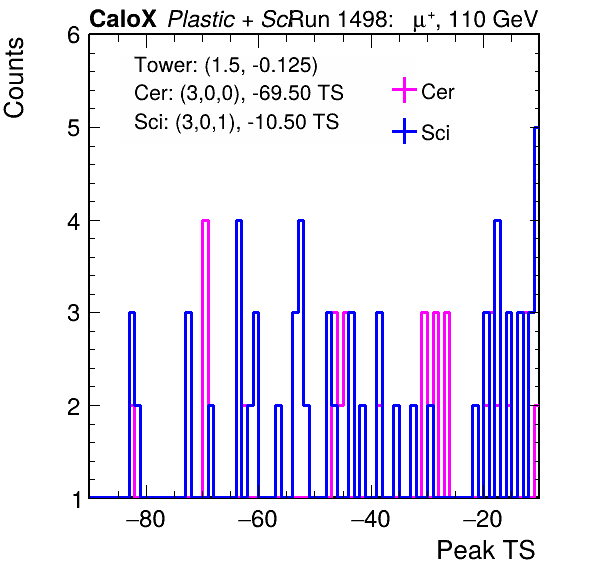 CaloX Plastic + Sci Run 1498: μ⁺, 110 GeV
Tower: (1.5, -0.125)
Cer: (3,0,0), -69.50 TS
Sci: (3,0,1), -10.50 TS
Cer
Sci
Counts
6
5
4
3
2
1
−80 −60 −40 −20
Peak TS